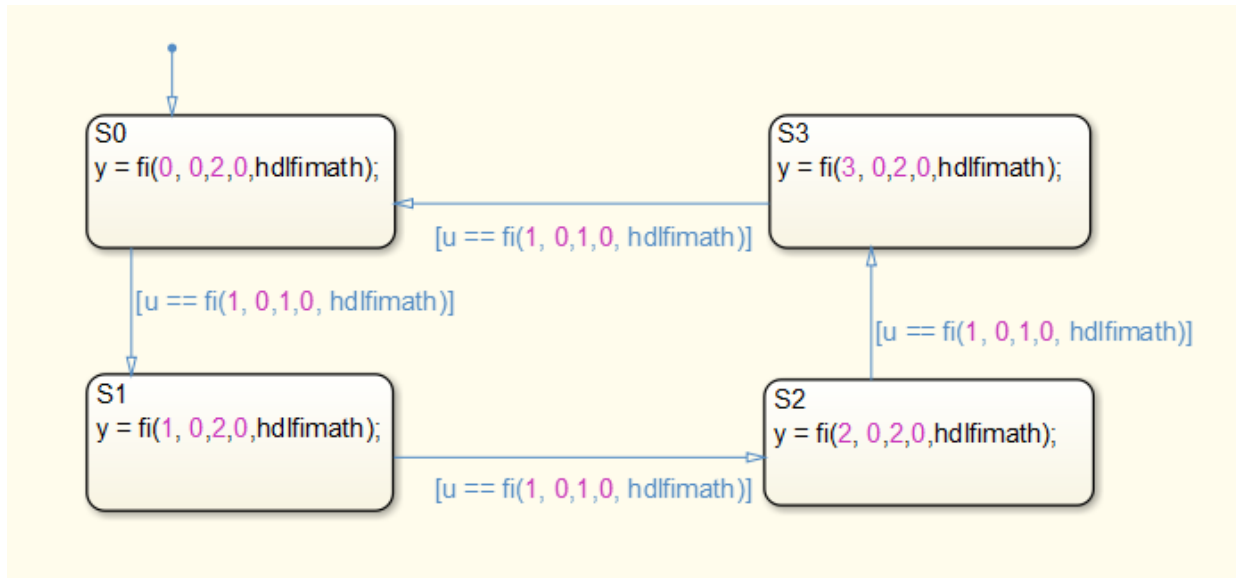 S0
y = fi(0, 0,2,0,hdlfimath);
S3
y = fi(3, 0,2,0,hdlfimath);
[u == fi(1, 0,1,0, hdlfimath)]
[u == fi(1, 0,1,0, hdlfimath)]
[u == fi(1, 0,1,0, hdlfimath)]
S1
y = fi(1, 0,2,0,hdlfimath);
S2
y = fi(2, 0,2,0,hdlfimath);
[u == fi(1, 0,1,0, hdlfimath)]